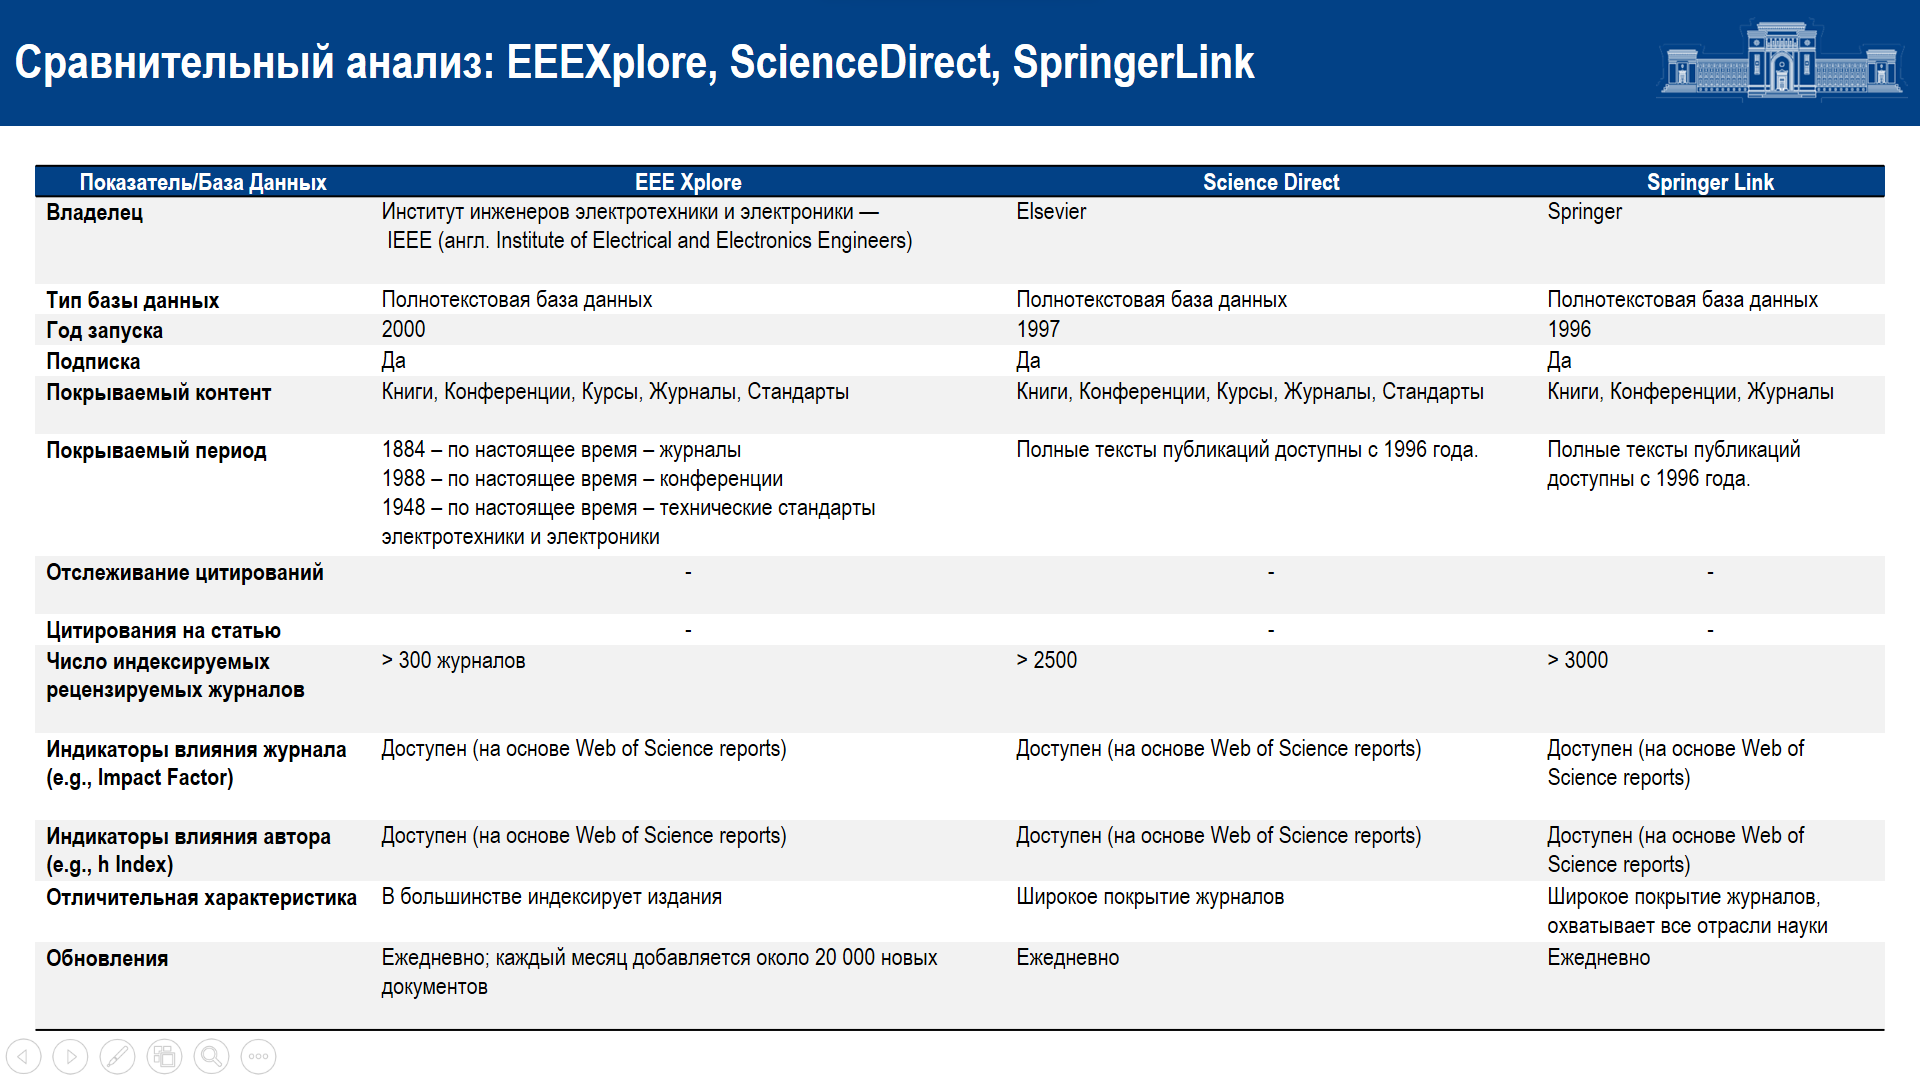 Сравнительный анализ: EEEXplore, ScienceDirect, SpringerLink
Показатель/База Данных EEE Xplore Science Direct Springer Link
Владелец Институт инженеров электротехники и электроники — Elsevier Springer
IEEE (англ. Institute of Electrical and Electronics Engineers)
Тип базы данных Полнотекстовая база данных Полнотекстовая база данных Полнотекстовая база данных
Год запуска 2000 1997 1996
Подписка Да Да Да
Покрываемый контент Книги, Конференции, Курсы, Журналы, Стандарты Книги, Конференции, Курсы, Журналы, Стандарты Книги, Конференции, Журналы
Покрываемый период 1884 – по настоящее время – журналы Полные тексты публикаций доступны с 1996 года. Полные тексты публикаций
1988 – по настоящее время – конференции доступны с 1996 года.
1948 – по настоящее время – технические стандарты
электротехники и электроники
Отслеживание цитирований - - -
Цитирования на статью - - -
Число индексируемых > 300 журналов > 2500 > 3000
рецензируемых журналов
Индикаторы влияния журнала Доступен (на основе Web of Science reports) Доступен (на основе Web of Science reports) Доступен (на основе Web of
(e.g., Impact Factor) Science reports)
Индикаторы влияния автора Доступен (на основе Web of Science reports) Доступен (на основе Web of Science reports) Доступен (на основе Web of
(e.g., h Index) Science reports)
Отличительная характеристика В большинстве индексирует издания Широкое покрытие журналов Широкое покрытие журналов,
охватывает все отрасли науки
Обновления Ежедневно; каждый месяц добавляется около 20 000 новых Ежедневно Ежедневно
документов